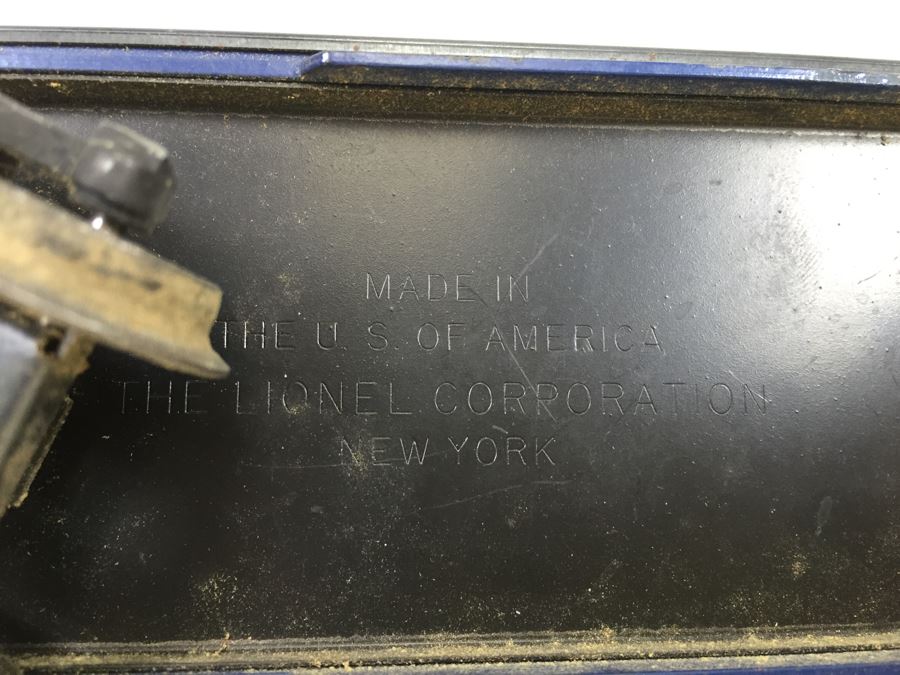 MADE IN
THE U. S. OF AMERICA
THE LIONEL CORPORATION
NEW YORK